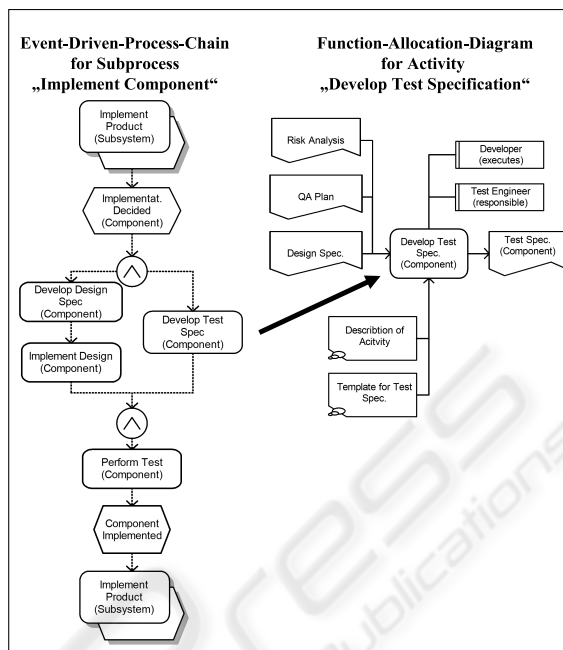 Event-Driven-Process-Chain
for Subprocess
„Implement Component“
Function-Allocation-Diagram
for Activity
„Develop Test Specification“
Implement
Product
(Subsystem)
Implementat.
Decided
(Component)
Develop Design
Spec
(Component)
Implement Design
(Component)
Develop Test
Spec
(Component)
Perform Test
(Component)
Component
Implemented
Implement
Product
(Subsystem)
Risk Analysis
QA Plan
Design Spec.
Developer
(executes)
Test Engineer
(responsible)
Develop Test
Spec.
(Component)
Test Spec.
(Component)
Describtion of
Acitvity
Template for Test
Spec.
Press
Publications